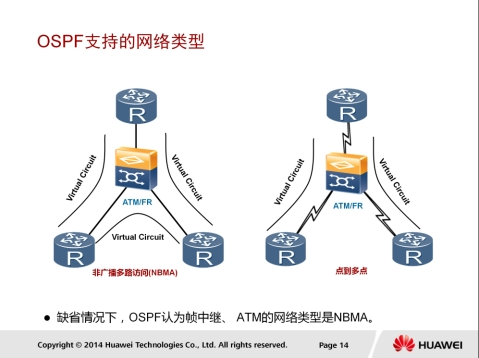 OSPF支持的网络类型
R
R
Virtual Circuit
Virtual Circuit
Virtual Circuit
Virtual Circuit
ATM/FR
ATM/FR
Virtual Circuit
R
R
R
R
非广播多路访问(NBMA)
点到多点
● 缺省情况下，OSPF认为帧中继、 ATM的网络类型是NBMA。
Copyright © 2014 Huawei Technologies Co., Ltd. All rights reserved.
Page 14
HUAWEI